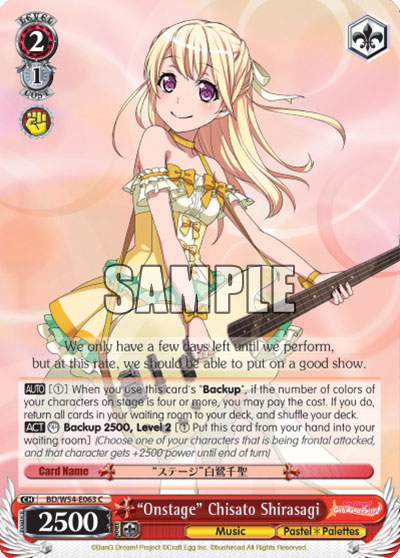 LEVEL
2
1
COST
SAMPLE
We only have a few days left until we perform,
but at this rate, we should be able to put on a good show.
AUTO [①] When you use this card's "Backup", if the number of colors of
your characters on stage is four or more, you may pay the cost. If you do,
return all cards in your waiting room to your deck, and shuffle your deck.
ACT Backup 2500, Level 2 [① Put this card from your hand into your
waiting room] (Choose one of your characters that is being frontal attacked,
and that character gets +2500 power until end of turn)
Card Name "ステージ"白鷺千聖
CH BD/W54-E063 C
"Onstage" Chisato Shirasagi
POWER 2500 SOUL
Music Pastel*Palettes
©BanG Dream! Project ©Craft Egg Inc. ©bushiroad All Rights Reserved.